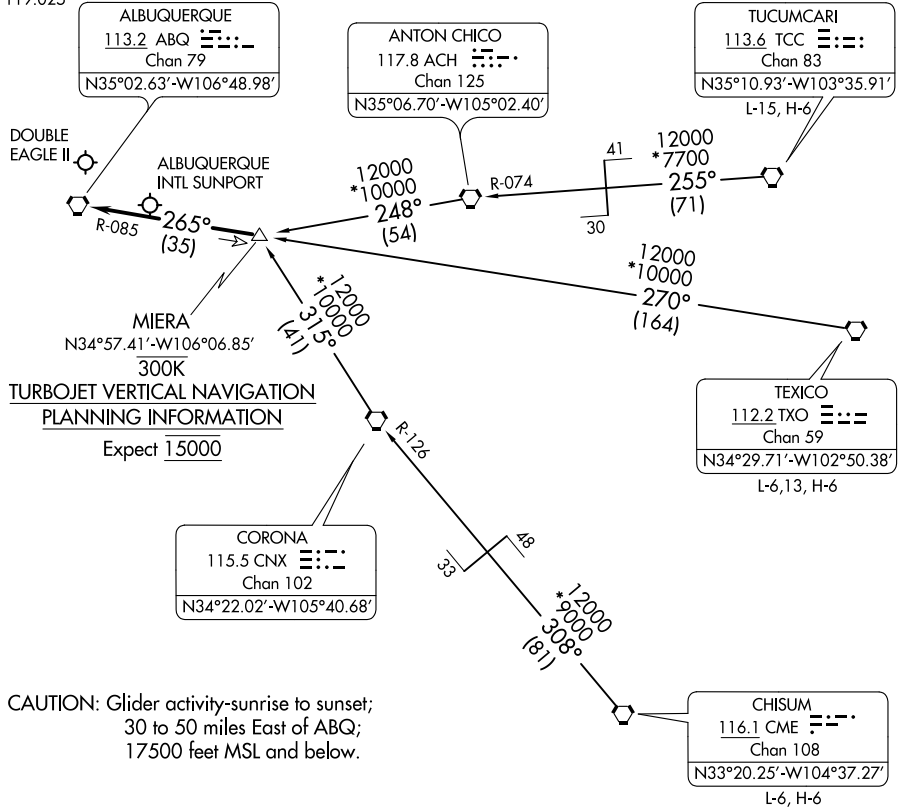 119.025
ALBUQUERQUE
113.2 ABQ
Chan 79
N35°02.63'-W106°48.98'
ANTON CHICO
117.8 ACH
Chan 125
N35°06.70'-W105°02.40'
TUCUMCARI
113.6 TCC
Chan 83
N35°10.93'-W103°35.91'
L-15, H-6
DOUBLE
EAGLE II
ALBUQUERQUE
INTL SUNPORT
R-085
265°
(35)
12000
*10000
248°
(54)
R-074
41
30
12000
*7700
255°
(71)
12000
*10000
270°
(164)
12000
*10000
315°
(41)
MIERA
N34°57.41'-W106°06.85'
300K
TURBOJET VERTICAL NAVIGATION
PLANNING INFORMATION
Expect 15000
TEXICO
112.2 TXO
Chan 59
N34°29.71'-W102°50.38'
L-6,13, H-6
R-126
CORONA
115.5 CNX
Chan 102
N34°22.02'-W105°40.68'
33
48
12000
*9000
308°
(81)
CAUTION: Glider activity-sunrise to sunset;
30 to 50 miles East of ABQ;
17500 feet MSL and below.
CHISUM
116.1 CME
Chan 108
N33°20.25'-W104°37.27'
L-6, H-6